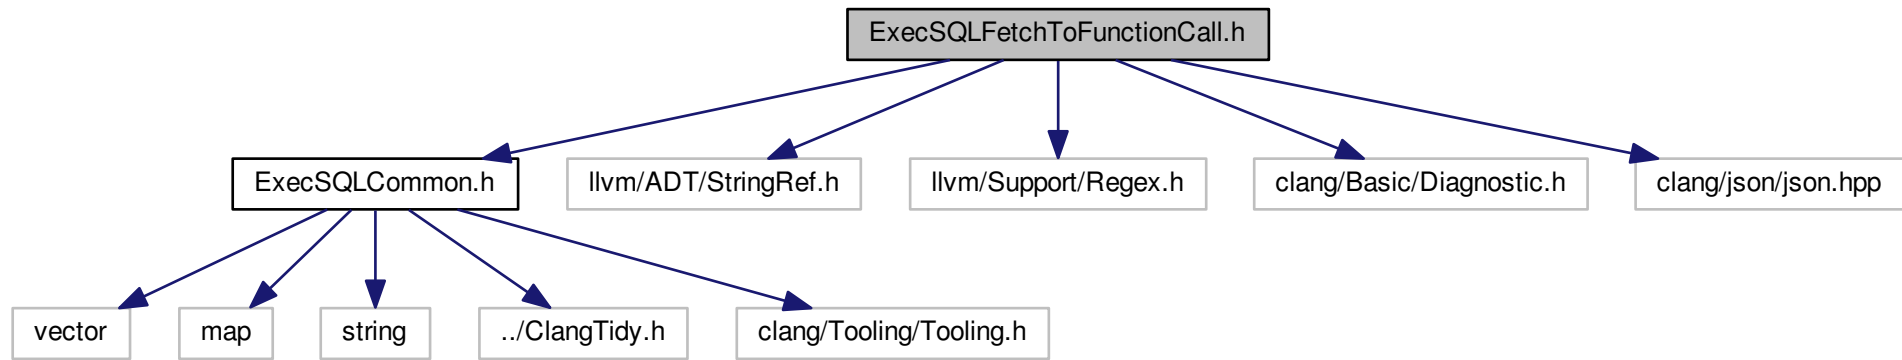 ExecSQLFetchToFunctionCall.h
ExecSQLCommon.h
llvm/ADT/StringRef.h
llvm/Support/Regex.h
clang/Basic/Diagnostic.h
clang/json/json.hpp
vector
map
string
../ClangTidy.h
clang/Tooling/Tooling.h